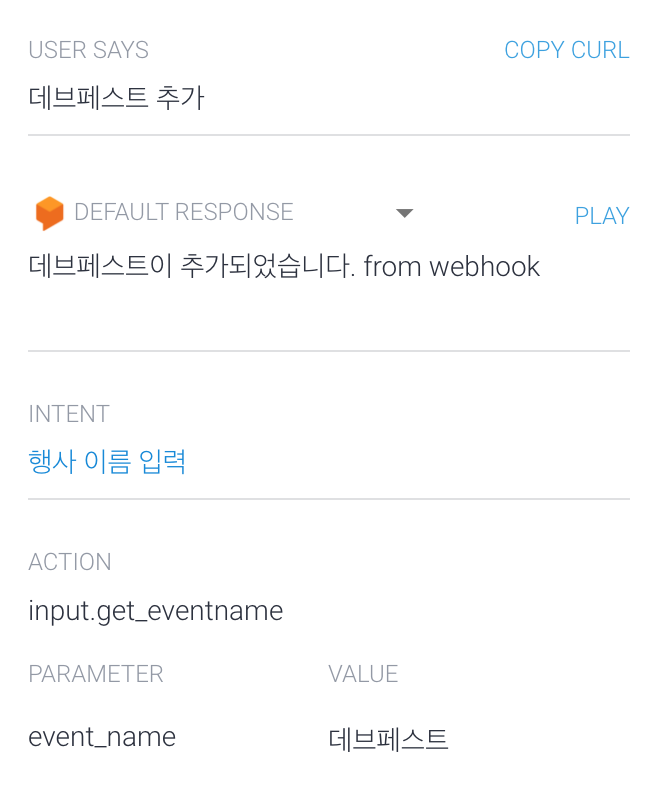 USER SAYS COPY CURL
데브페스트 추가
DEFAULT RESPONSE PLAY
데브페스트이 추가되었습니다. from webhook
INTENT
행사 이름 입력
ACTION
input.get_eventname
PARAMETER VALUE
event_name 데브페스트